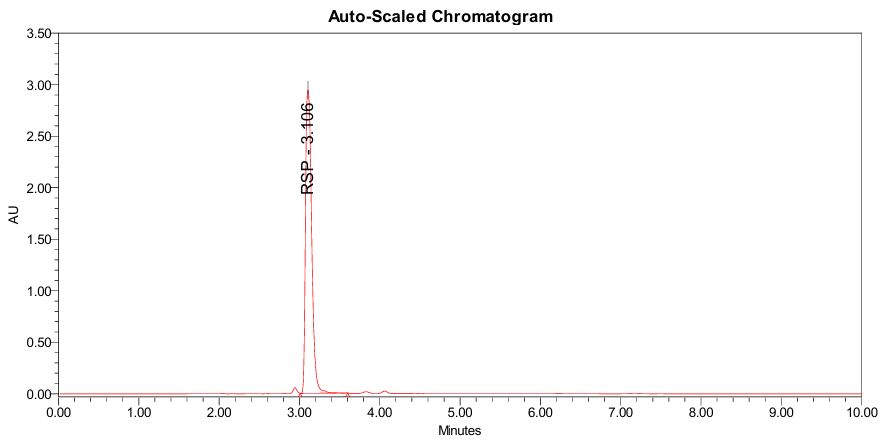 Auto-Scaled Chromatogram
3.50
3.00
2.50
2.00
1.50
1.00
0.50
0.00
AU
RSP - 3.106
0.00 1.00 2.00 3.00 4.00 5.00 6.00 7.00 8.00 9.00 10.00
Minutes